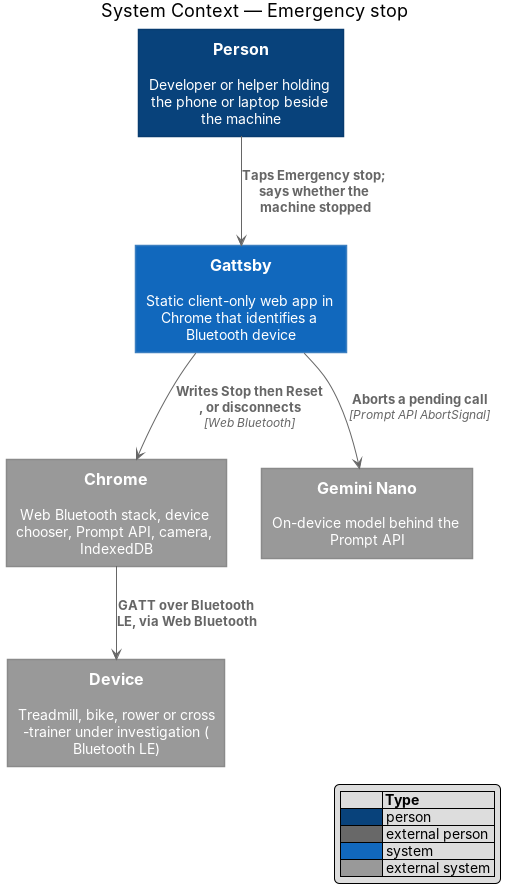 System Context — Emergency stop
Person
Developer or helper holding
the phone or laptop beside
the machine
Taps Emergency stop;
says whether the
machine stopped
Gattsby
Static client-only web app in
Chrome that identifies a
Bluetooth device
Writes Stop then Reset
, or disconnects
[Web Bluetooth]
Aborts a pending call
[Prompt API AbortSignal]
Chrome
Web Bluetooth stack, device
chooser, Prompt API, camera,
IndexedDB
Gemini Nano
On-device model behind the
Prompt API
GATT over Bluetooth
LE, via Web Bluetooth
Device
Treadmill, bike, rower or cross
-trainer under investigation (
Bluetooth LE)
Type
person
external person
system
external system